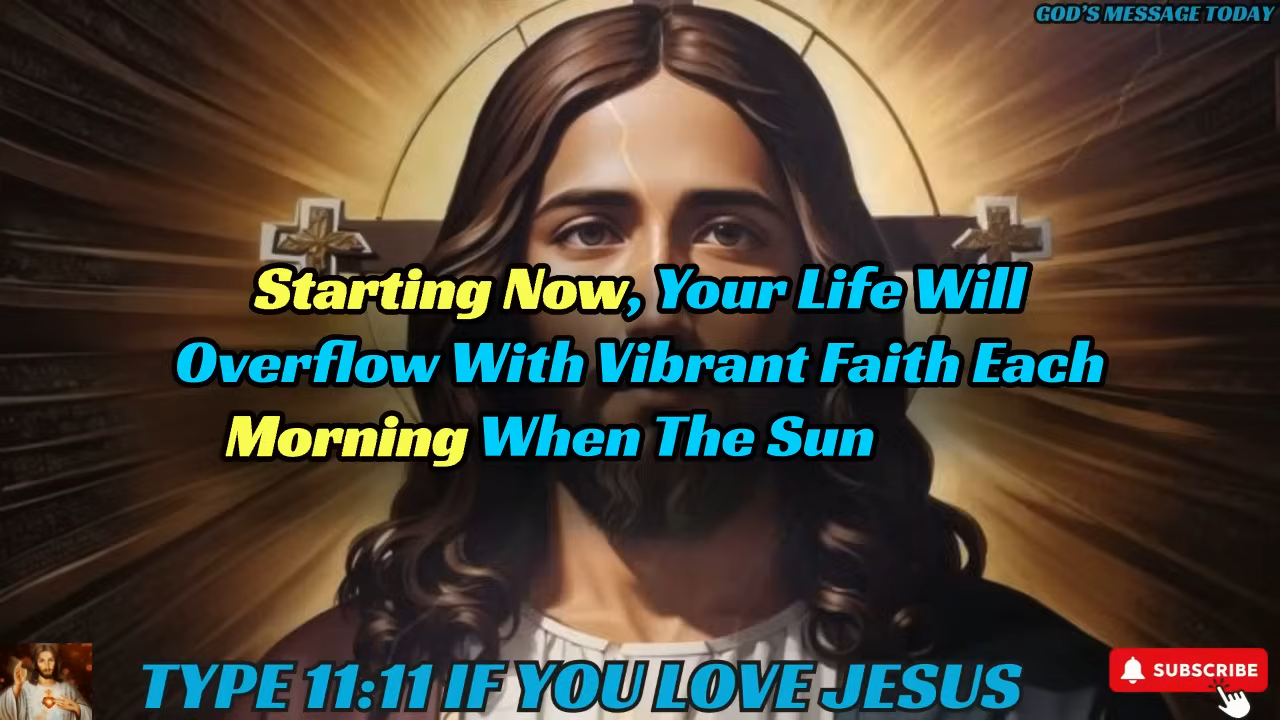 GOD'S MESSAGE TODAY
Starting Now, Your Life Will
Overflow With Vibrant Faith Each
Morning When The Sun
TYPE 11:11 IF YOU LOVE JESUS
SUBSCRIBE